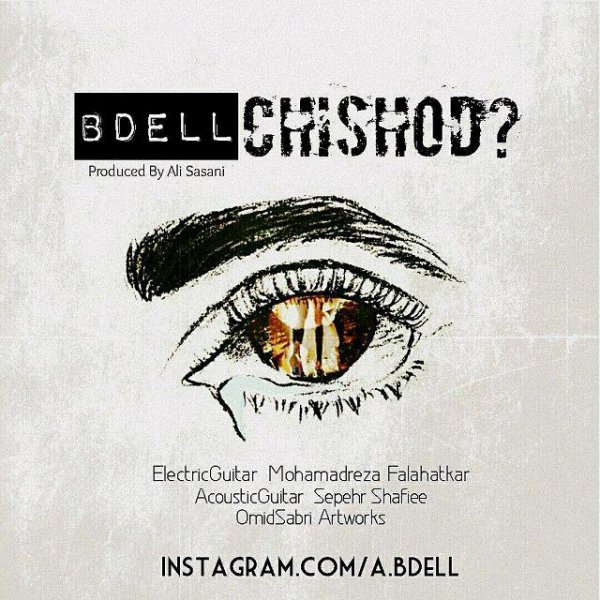 BDELL CHISHOD?
Produced By Ali Sasani
ElectricGuitar Mohamadreza Falahatkar
AcousticGuitar Sepehr Shafiee
OmidSabri Artworks
INSTAGRAM.COM/A.BDELL